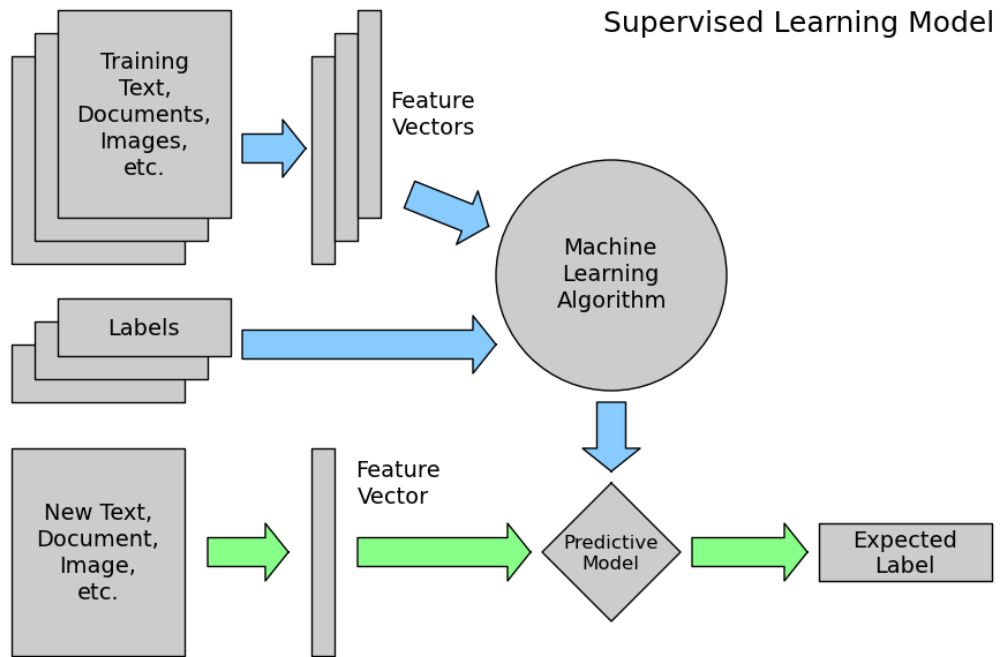 Supervised Learning Model
Training
Text,
Documents,
Images,
etc.
Feature
Vectors
Machine
Learning
Algorithm
Labels
New Text,
Document,
Image,
etc.
Feature
Vector
Predictive
Model
Expected
Label